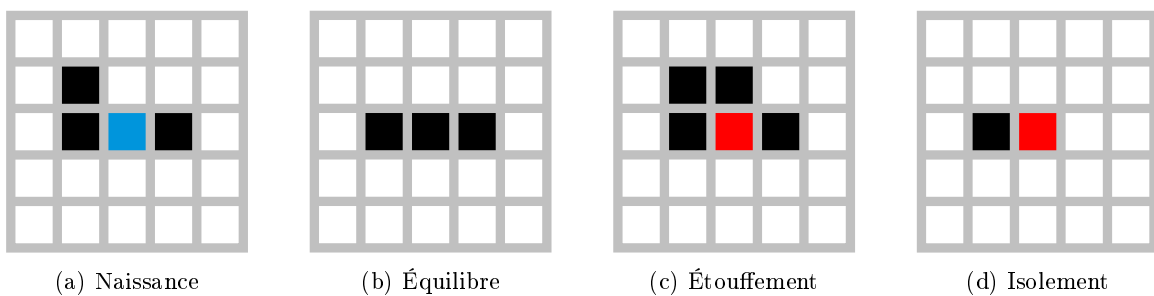 (a) Naissance
(b) Équilibre
(c) Étouffement
(d) Isolement